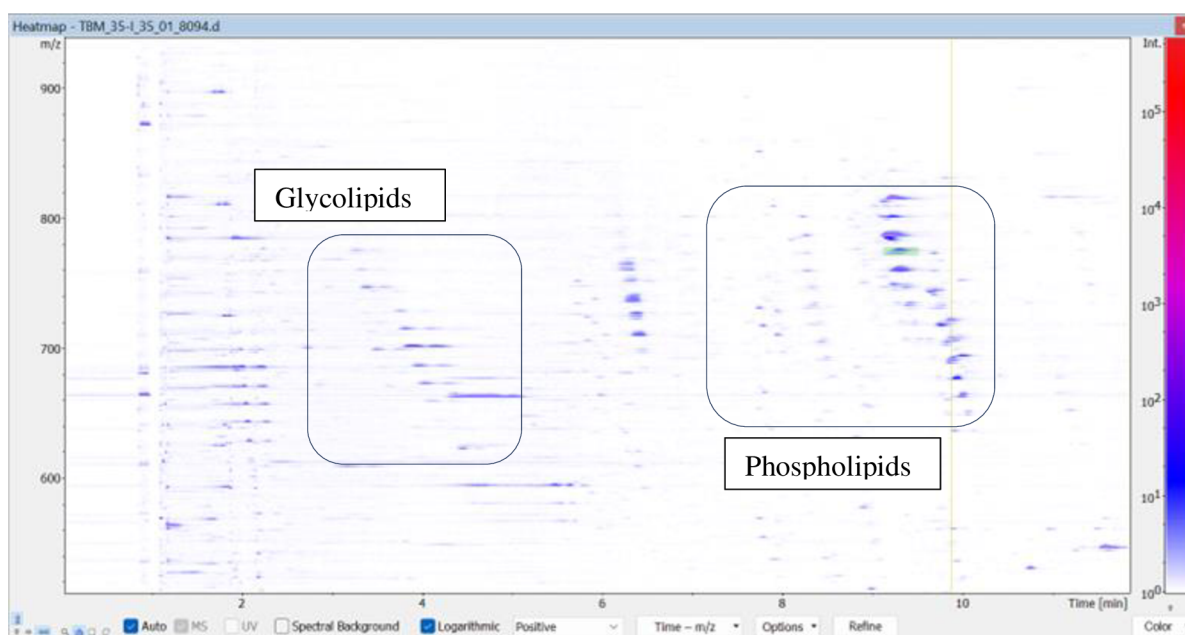 Heatmap - TBM_35-I_35_01_8094.d
m/z
900
800
700
600
Glycolipids
Phospholipids
Int.
10^5
10^4
10^3
10^2
10^1
10^0
2
4
6
8
10
Time [min]
Auto
MS
UV
Spectral Background
Logarithmic
Positive
Time – m/z
Options
Refine
Color